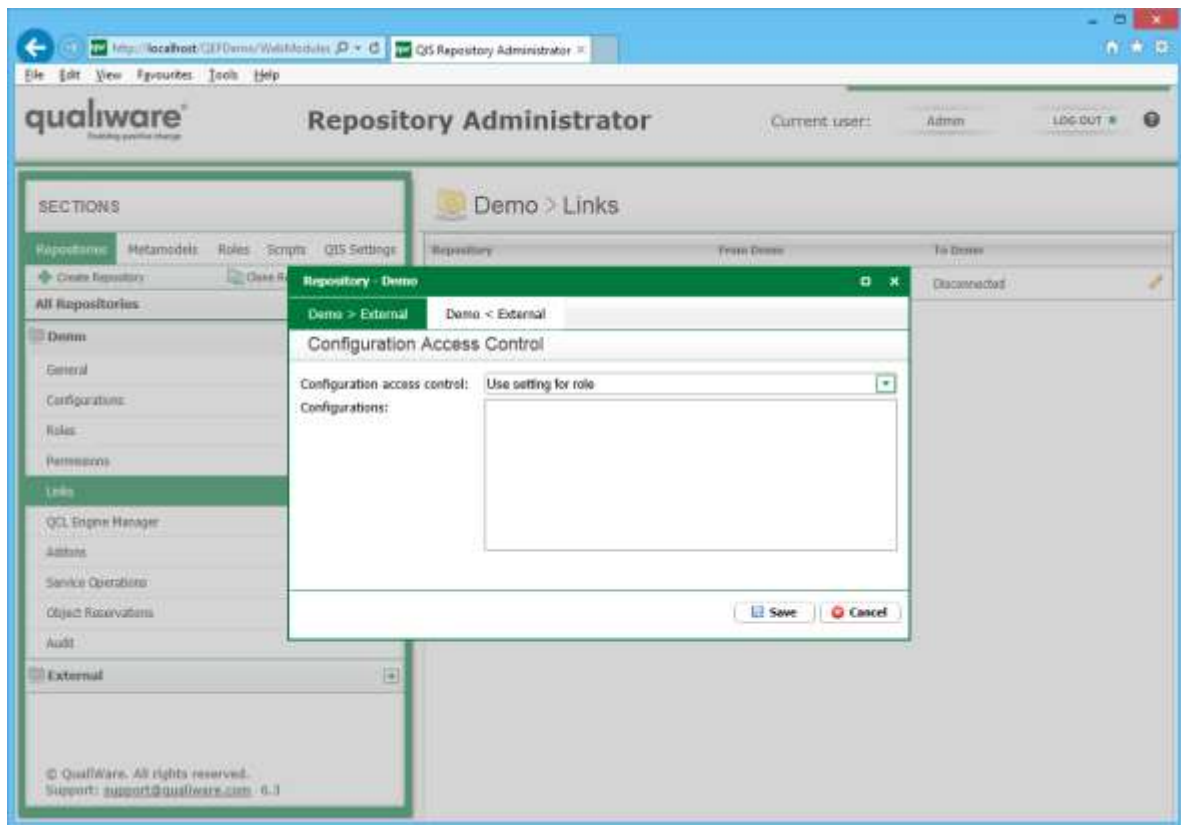 http://localhost/QEFDemo/WebModules
QIS Repository Administrator
File Edit View Favourites Tools Help
qualiware®
Enabling positive change
Repository Administrator
Current user:
Admin
LOG OUT
SECTIONS
Demo > Links
Repositories Metamodels Roles Scripts QIS Settings
Repository From Demo To Demo
Create Repository
Disconnected
All Repositories
Repository - Demo
Demo > External
Demo < External
Configuration Access Control
Configuration access control: Use setting for role
Configurations:
Save
Cancel
Demo
General
Configurations
Roles
Permissions
Links
QCL Engine Manager
Addons
Service Operations
Object Reservations
Audit
External
© QualiWare. All rights reserved.
Support: support@qualiware.com 6.3